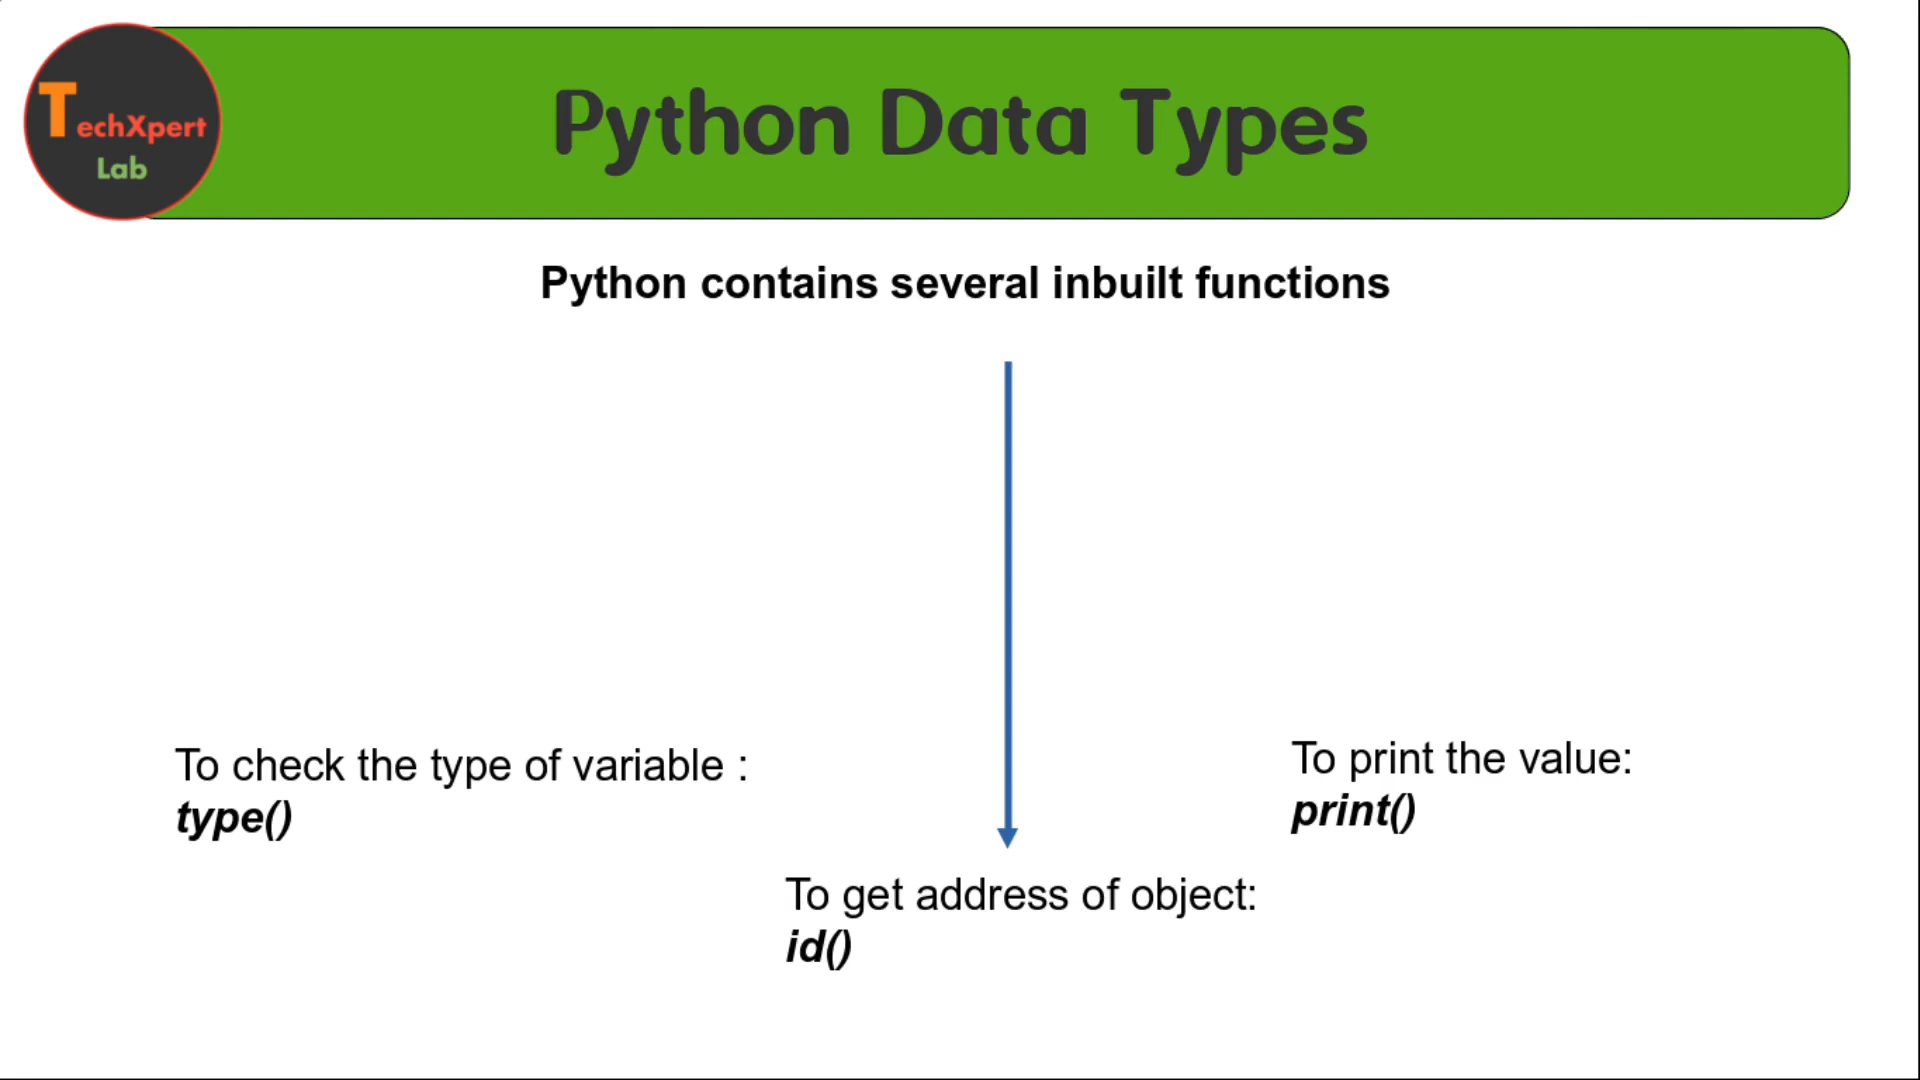 TechXpert
Lab
Python Data Types
Python contains several inbuilt functions
To check the type of variable :
type()
To print the value:
print()
To get address of object:
id()